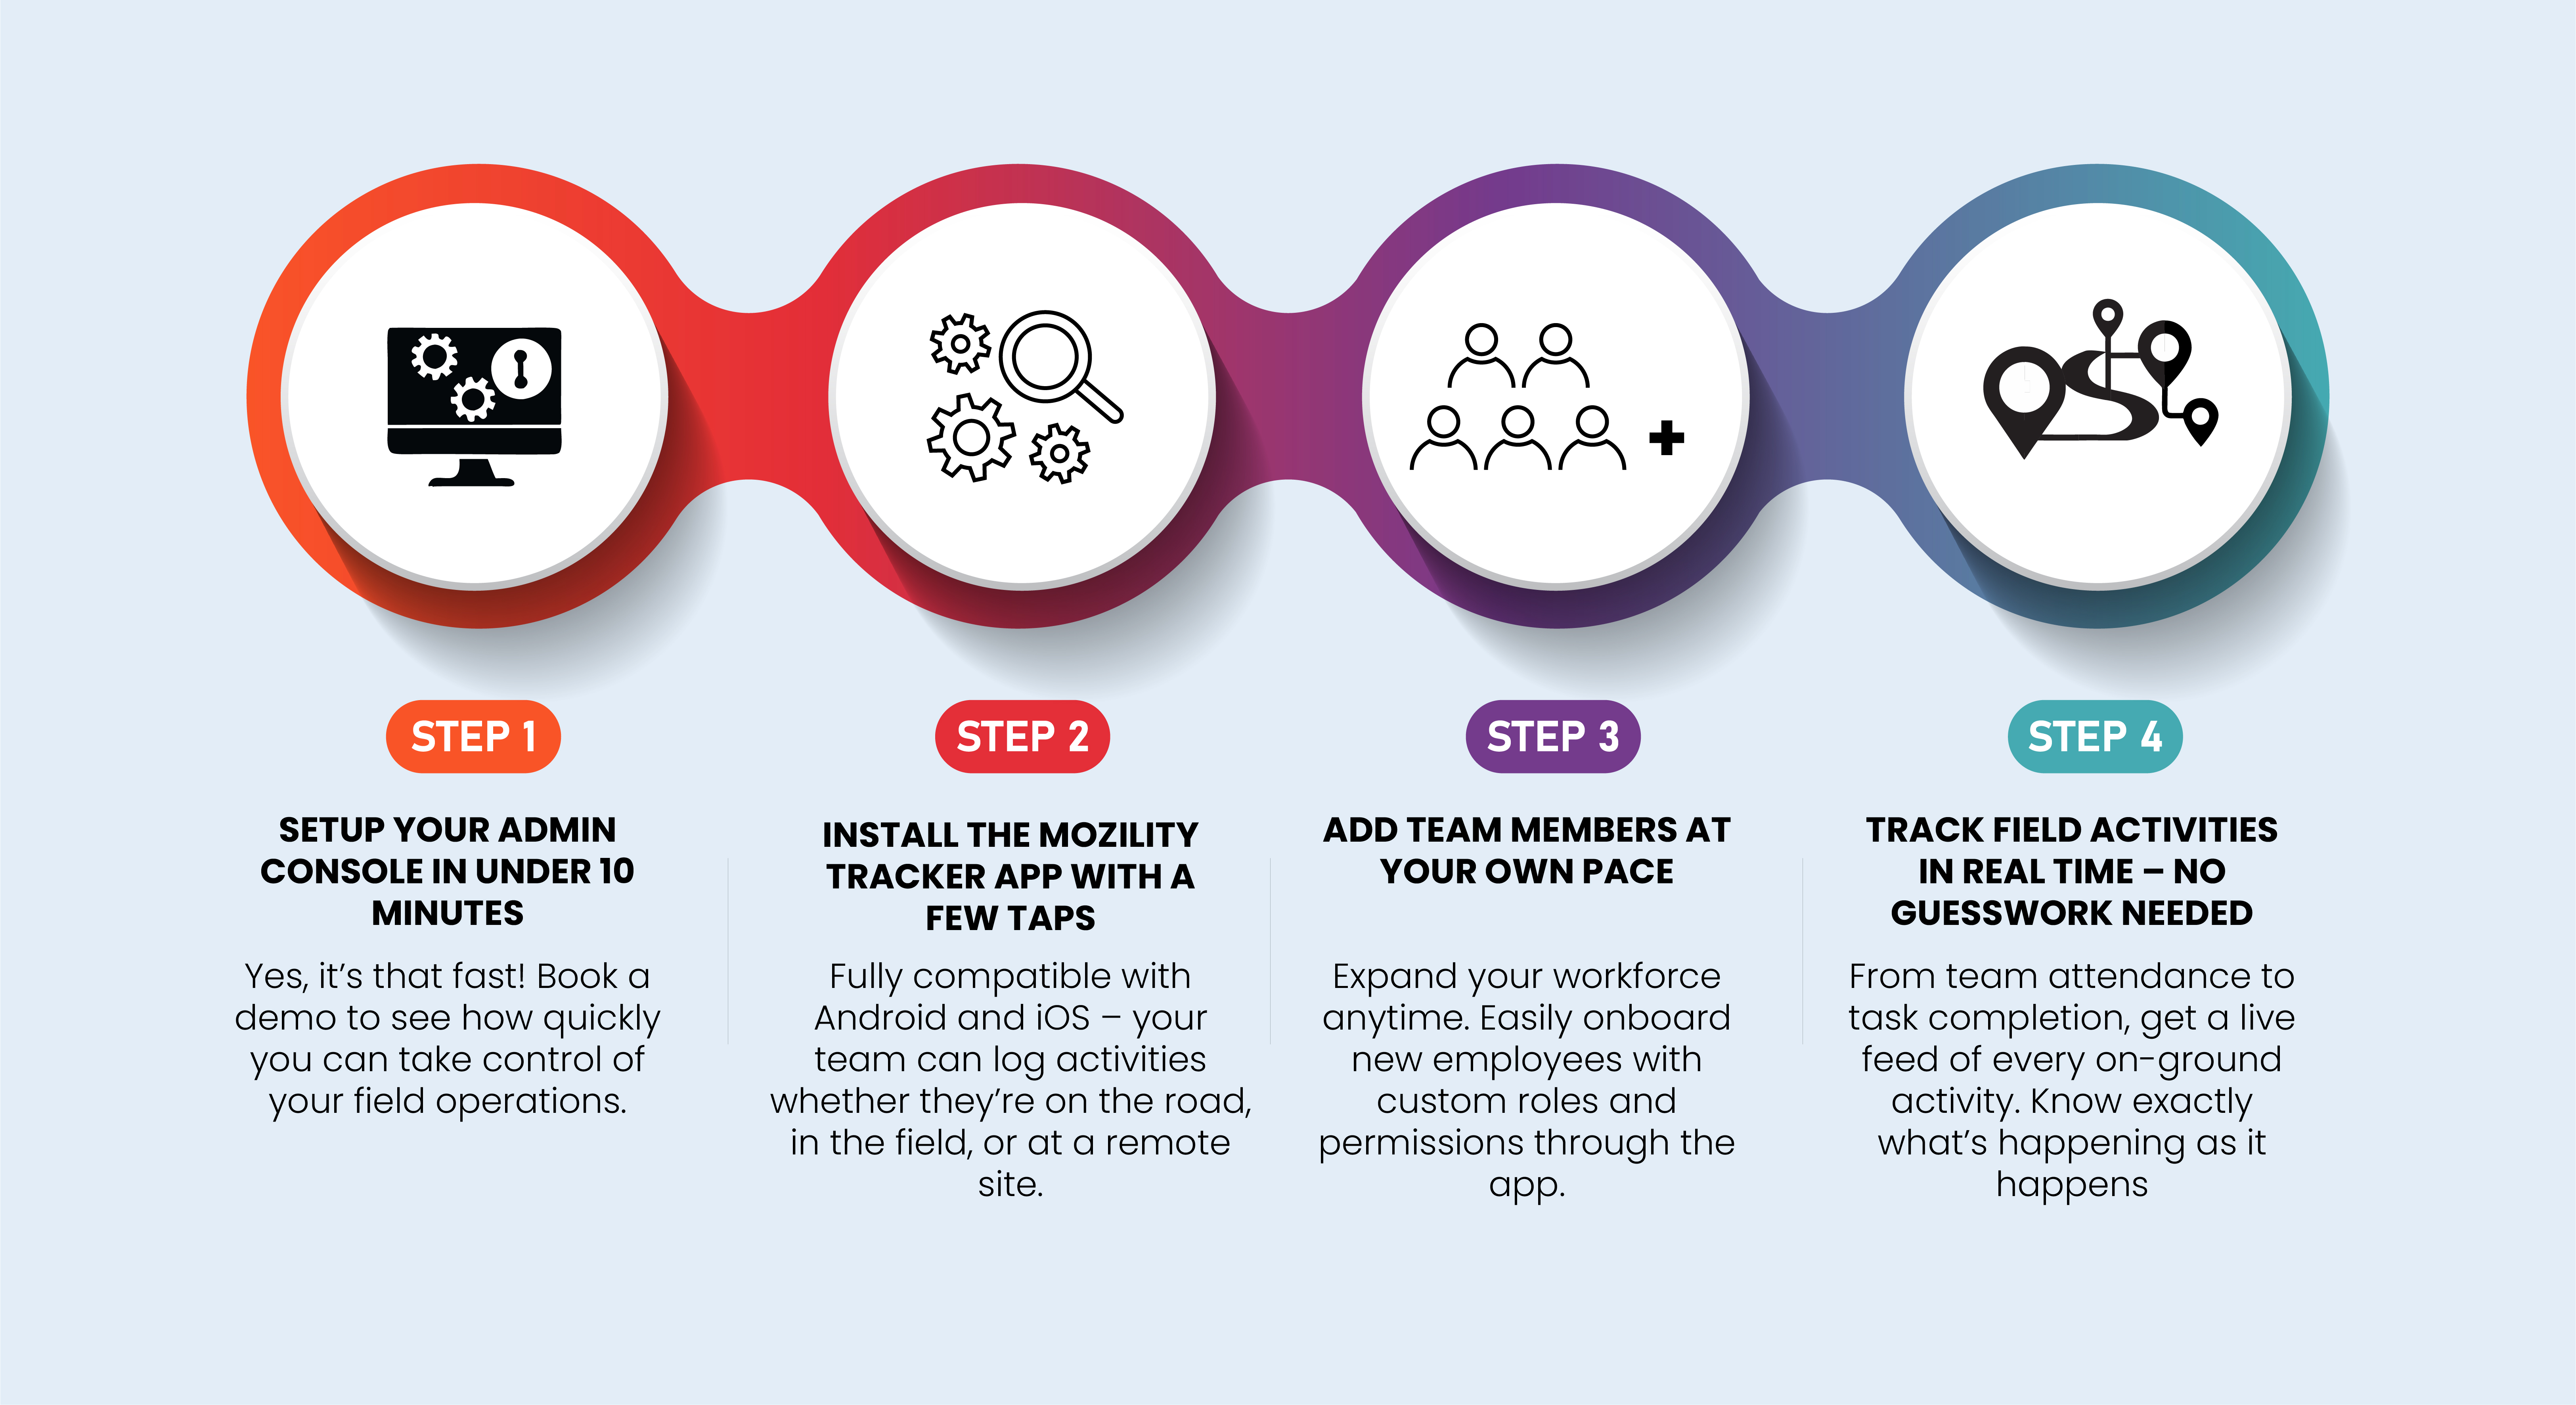 STEP 1
SETUP YOUR ADMIN
CONSOLE IN UNDER 10
MINUTES
Yes, it’s that fast! Book a
demo to see how quickly
you can take control of
your field operations.
STEP 2
INSTALL THE MOZILITY
TRACKER APP WITH A
FEW TAPS
Fully compatible with
Android and iOS – your
team can log activities
whether they’re on the road,
in the field, or at a remote
site.
STEP 3
ADD TEAM MEMBERS AT
YOUR OWN PACE
Expand your workforce
anytime. Easily onboard
new employees with
custom roles and
permissions through the
app.
STEP 4
TRACK FIELD ACTIVITIES
IN REAL TIME – NO
GUESSWORK NEEDED
From team attendance to
task completion, get a live
feed of every on-ground
activity. Know exactly
what’s happening as it
happens